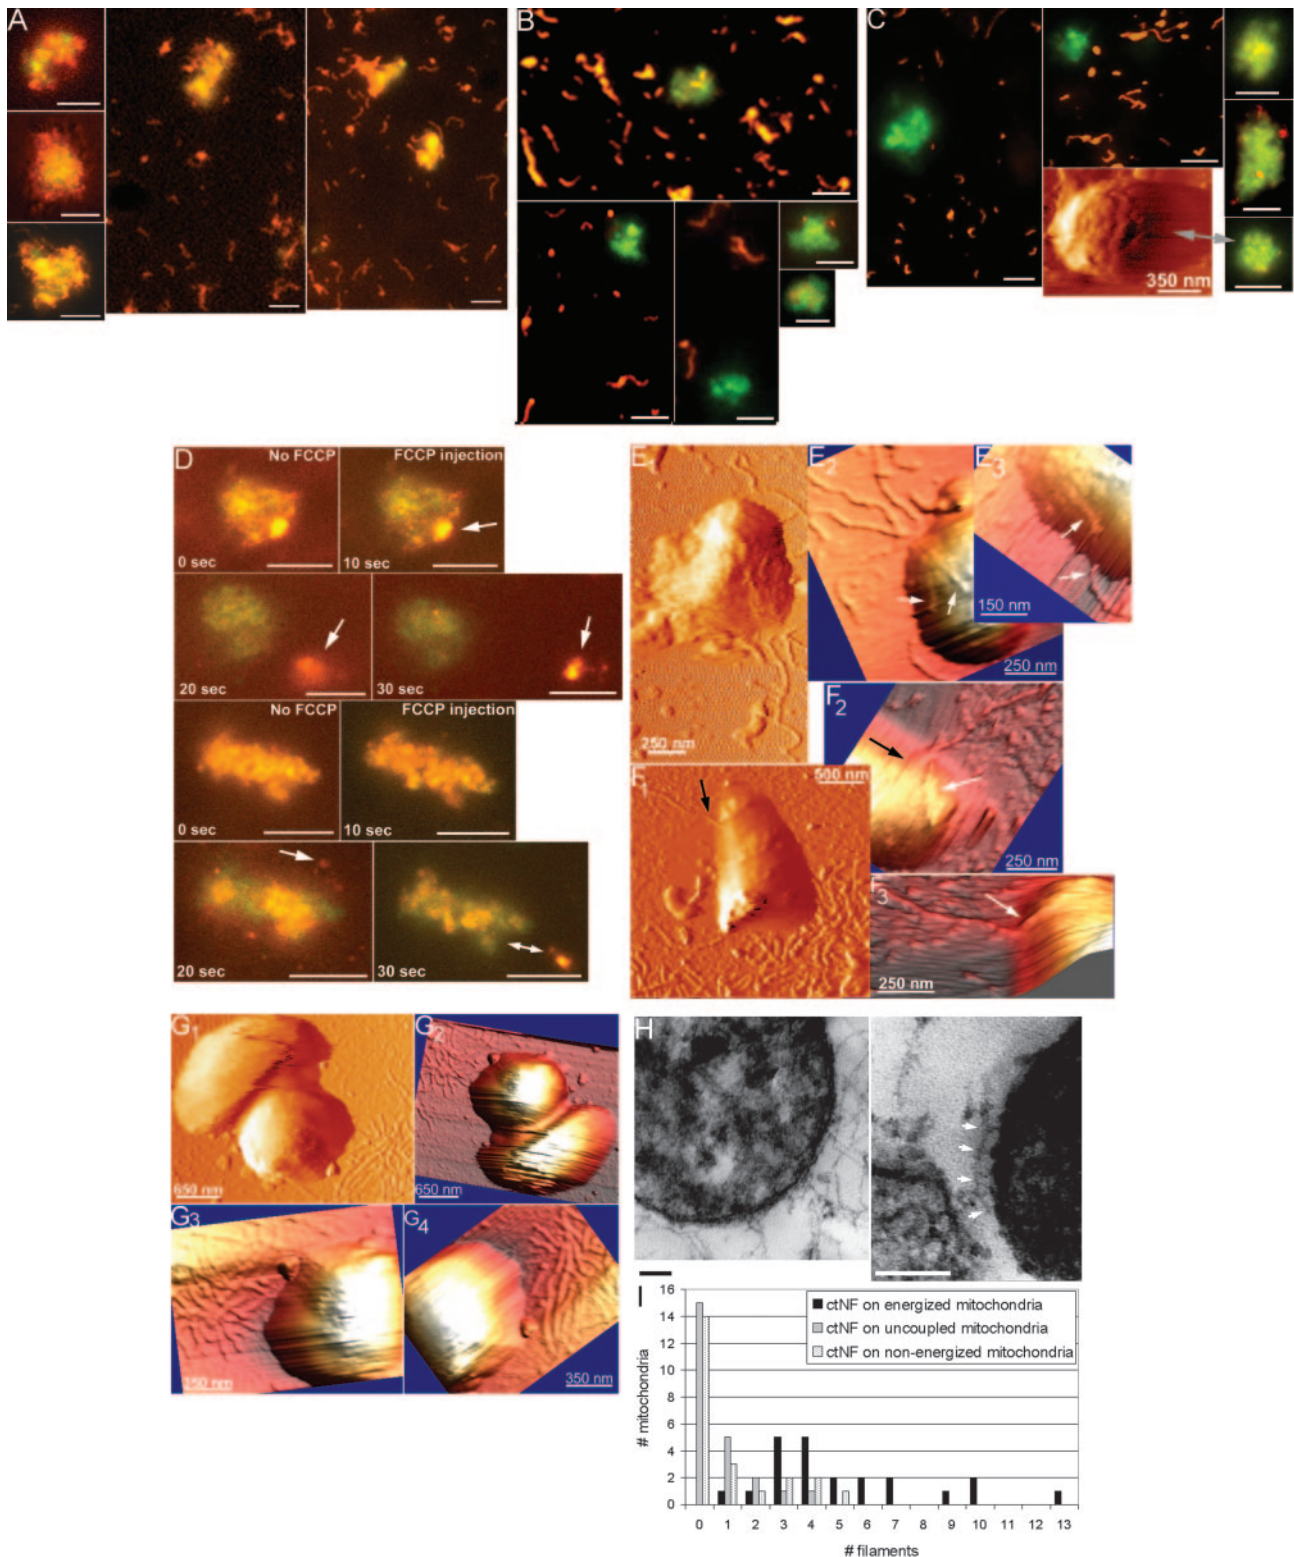 A
B
C
350 nm
D
No FCCP
FCCP injection
0 sec
10 sec
20 sec
30 sec
No FCCP
FCCP injection
0 sec
10 sec
20 sec
30 sec
E1
250 nm
E2
250 nm
E3
150 nm
F1
500 nm
F2
250 nm
F3
250 nm
G1
650 nm
G2
650 nm
G3
G4
350 nm
H
I
ctNF on energized mitochondria
ctNF on uncoupled mitochondria
ctNF on non-energized mitochondria
# mitochondria
16
14
12
10
8
6
4
2
0
0 1 2 3 4 5 6 7 8 9 10 11 12 13
# filaments